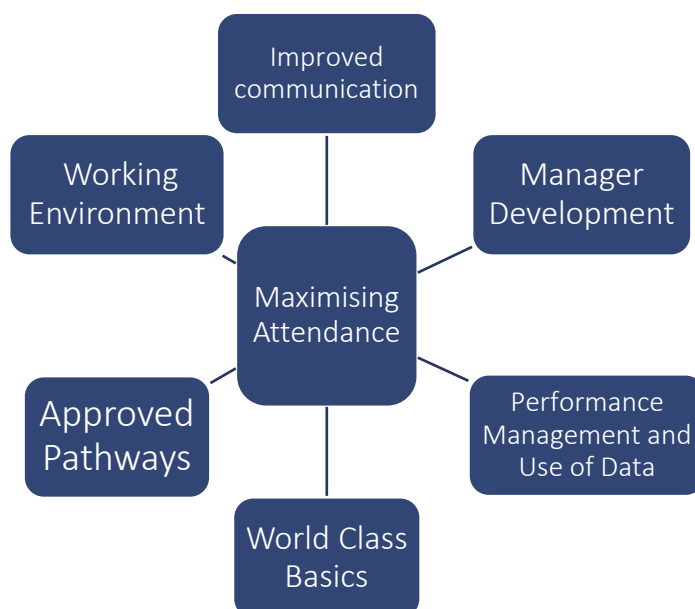 Improved
communication
Working
Environment
Manager
Development
Maximising
Attendance
Approved
Pathways
Performance
Management and
Use of Data
World Class
Basics